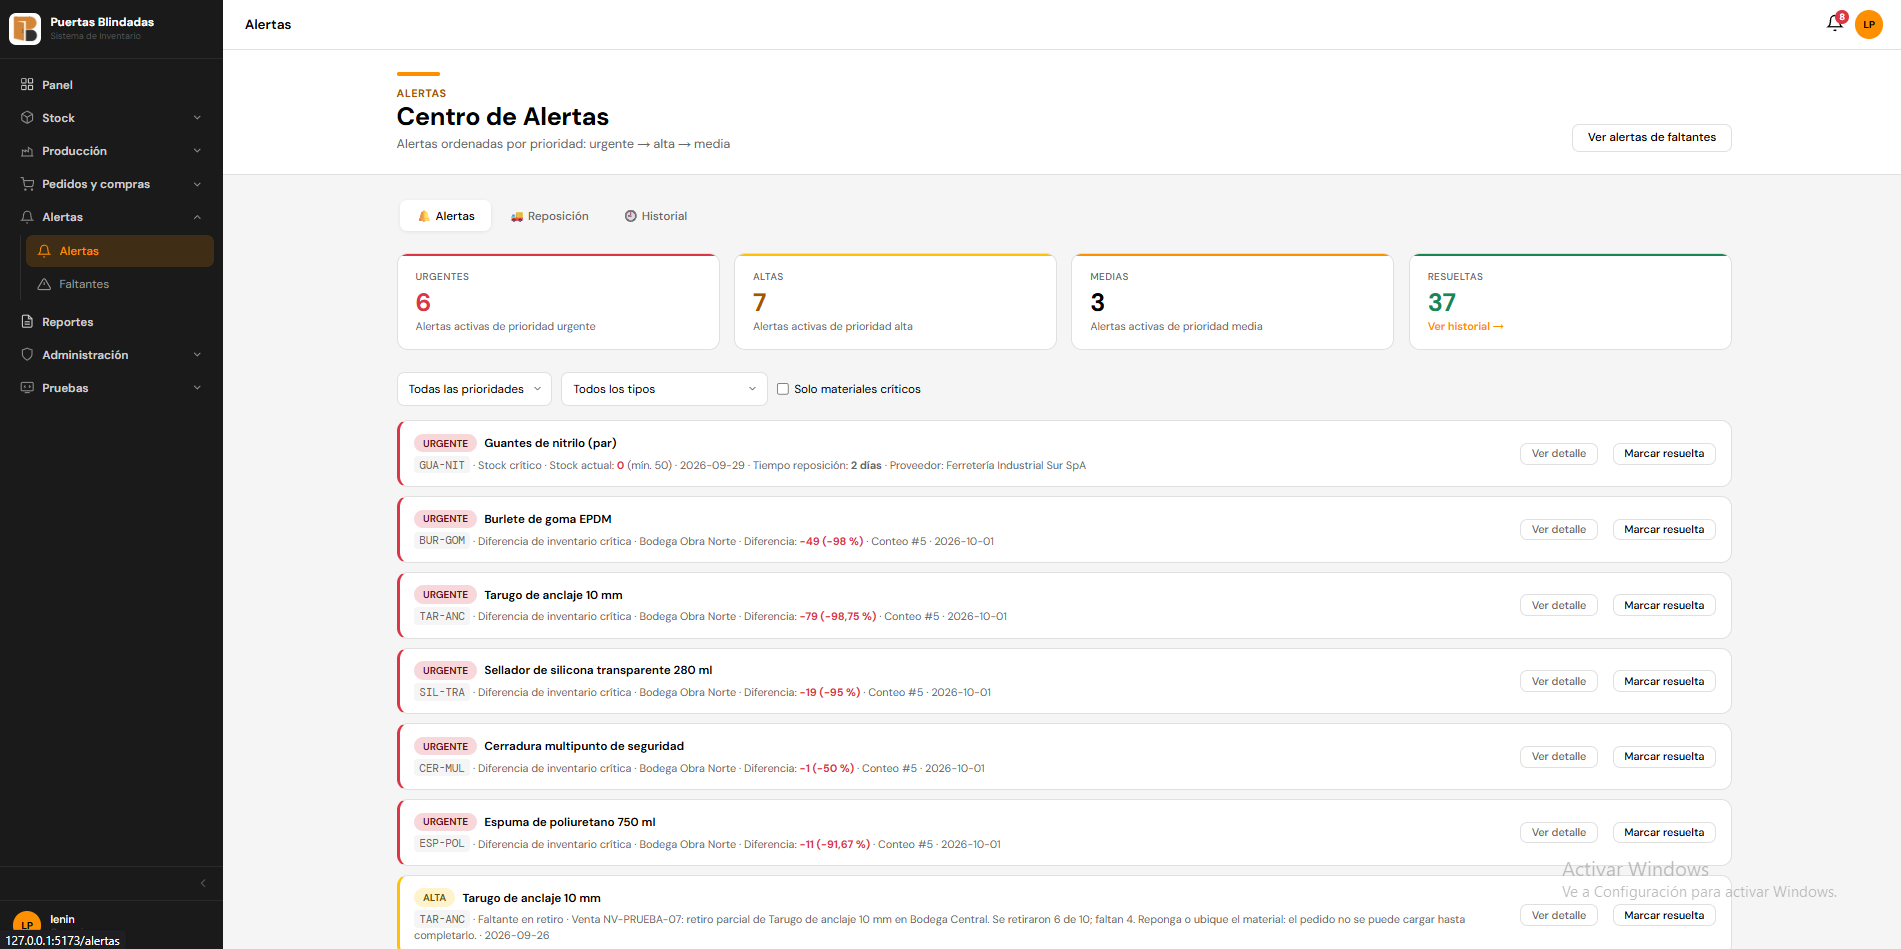 Puertas Blindadas
Sistema de Inventario
Panel
Stock
Producción
Pedidos y compras
Alertas
Alertas
Faltantes
Reportes
Administración
Pruebas
LP
lenin
127.0.0.1:5173/alertas
Alertas
8
LP
ALERTAS
Centro de Alertas
Alertas ordenadas por prioridad: urgente → alta → media
Ver alertas de faltantes
Alertas
Reposición
Historial
URGENTES
6
Alertas activas de prioridad urgente
ALTAS
7
Alertas activas de prioridad alta
MEDIAS
3
Alertas activas de prioridad media
RESUELTAS
37
Ver historial →
Todas las prioridades
Todos los tipos
Solo materiales críticos
URGENTE Guantes de nitrilo (par)
GUA-NIT · Stock crítico · Stock actual: 0 (mín. 50) · 2026-09-29 · Tiempo reposición: 2 días · Proveedor: Ferretería Industrial Sur SpA
Ver detalle
Marcar resuelta
URGENTE Burlete de goma EPDM
BUR-GOM · Diferencia de inventario crítica · Bodega Obra Norte · Diferencia: -49 (-98 %) · Conteo #5 · 2026-10-01
Ver detalle
Marcar resuelta
URGENTE Tarugo de anclaje 10 mm
TAR-ANC · Diferencia de inventario crítica · Bodega Obra Norte · Diferencia: -79 (-98,75 %) · Conteo #5 · 2026-10-01
Ver detalle
Marcar resuelta
URGENTE Sellador de silicona transparente 280 ml
SIL-TRA · Diferencia de inventario crítica · Bodega Obra Norte · Diferencia: -19 (-95 %) · Conteo #5 · 2026-10-01
Ver detalle
Marcar resuelta
URGENTE Cerradura multipunto de seguridad
CER-MUL · Diferencia de inventario crítica · Bodega Obra Norte · Diferencia: -1 (-50 %) · Conteo #5 · 2026-10-01
Ver detalle
Marcar resuelta
URGENTE Espuma de poliuretano 750 ml
ESP-POL · Diferencia de inventario crítica · Bodega Obra Norte · Diferencia: -11 (-91,67 %) · Conteo #5 · 2026-10-01
Ver detalle
Marcar resuelta
ALTA Tarugo de anclaje 10 mm
TAR-ANC · Faltante en retiro · Venta NV-PRUEBA-07: retiro parcial de Tarugo de anclaje 10 mm en Bodega Central. Se retiraron 6 de 10; faltan 4. Reponga o ubique el material: el pedido no se puede cargar hasta
completarlo. · 2026-09-26
Ver detalle
Marcar resuelta
Activar Windows
Ve a Configuración para activar Windows.